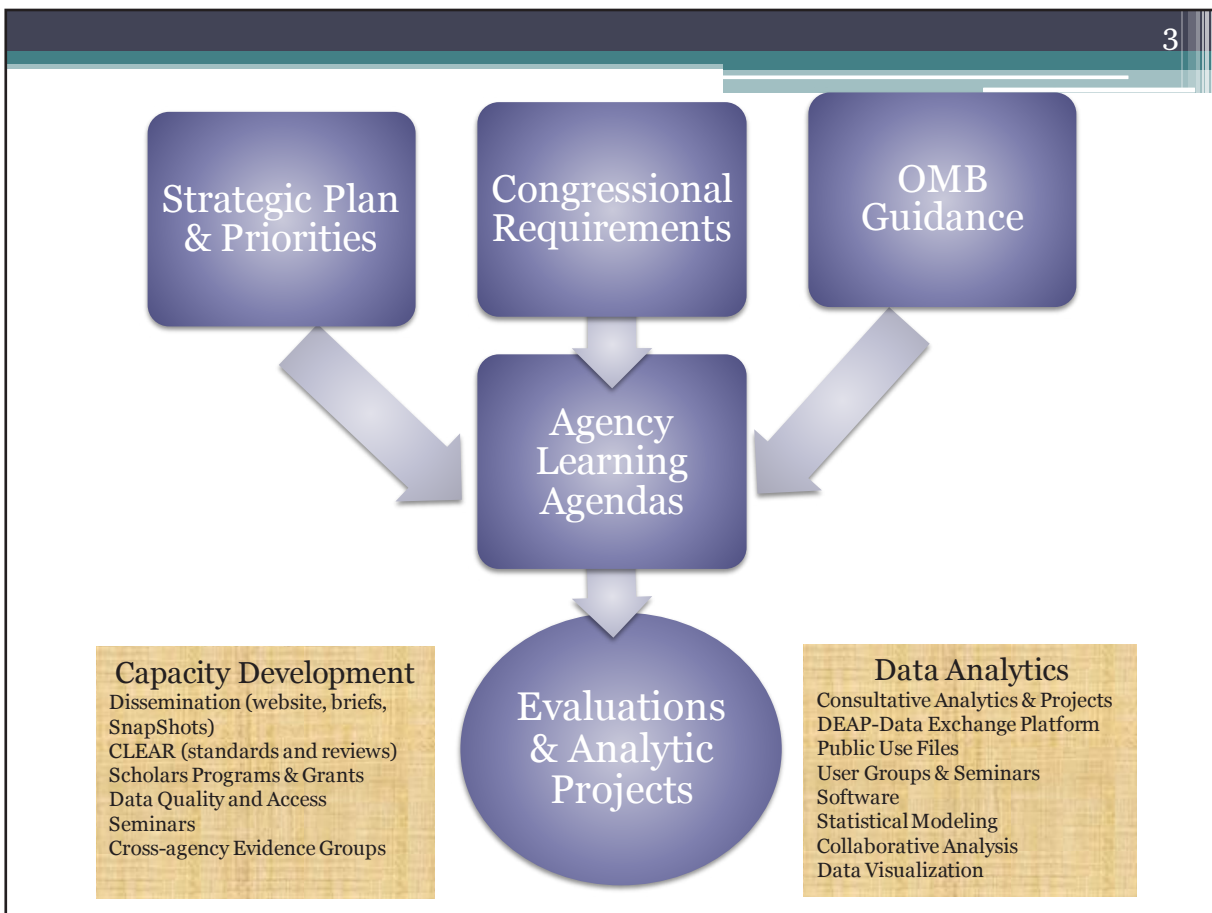 3
Strategic Plan
& Priorities
Congressional
Requirements
OMB
Guidance
Agency
Learning
Agendas
Evaluations
& Analytic
Projects
Capacity Development
Dissemination (website, briefs,
SnapShots)
CLEAR (standards and reviews)
Scholars Programs & Grants
Data Quality and Access
Seminars
Cross-agency Evidence Groups
Data Analytics
Consultative Analytics & Projects
DEAP-Data Exchange Platform
Public Use Files
User Groups & Seminars
Software
Statistical Modeling
Collaborative Analysis
Data Visualization